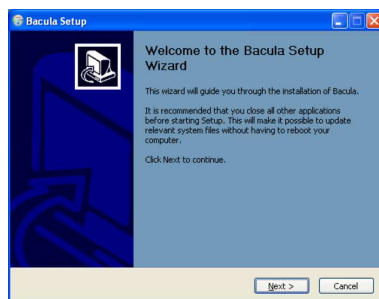 Bacula Setup
Welcome to the Bacula Setup
Wizard
This wizard will guide you through the installation of Bacula.
It is recommended that you close all other applications
before starting Setup. This will make it possible to update
relevant system files without having to reboot your
computer.
Click Next to continue.
Next >
Cancel